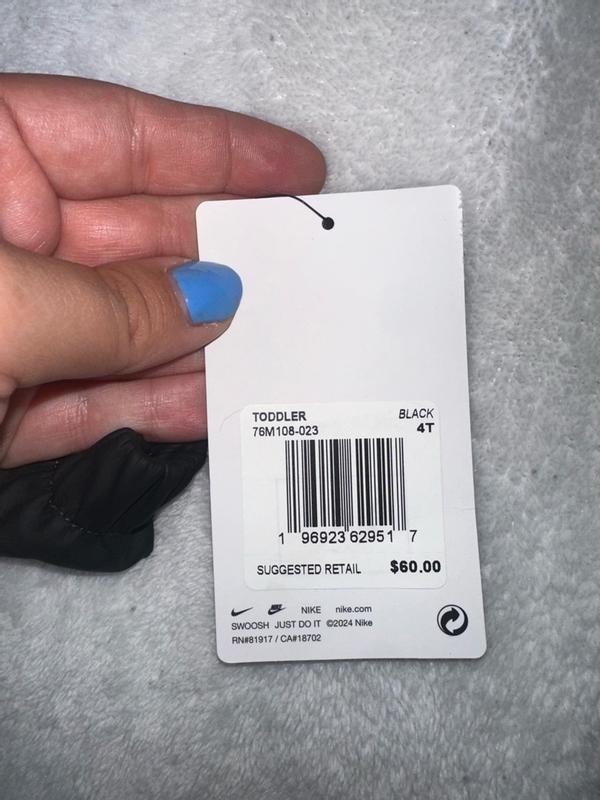 TODDLER BLACK
76M108-023 4T
1 96923 62951 7
SUGGESTED RETAIL $60.00
NIKE nike.com
SWOOSH JUST DO IT ©2024 Nike
RN#81917 / CA#18702